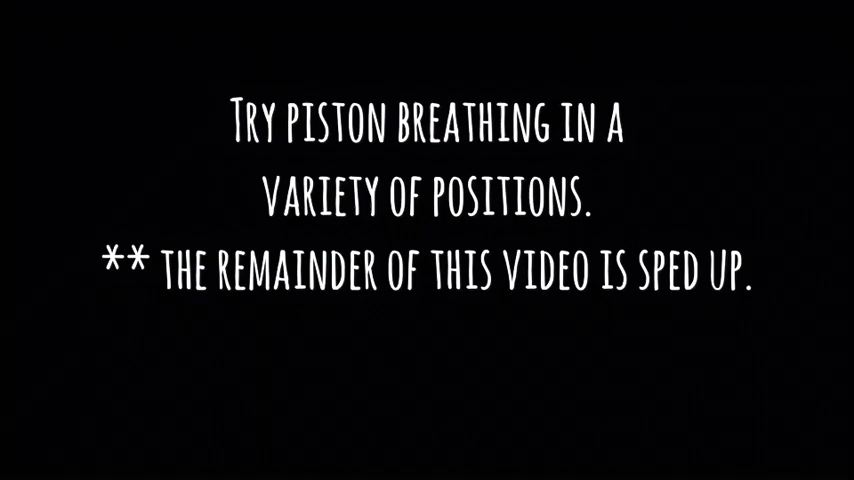 Try piston breathing in a
variety of positions.
** the remainder of this video is sped up.